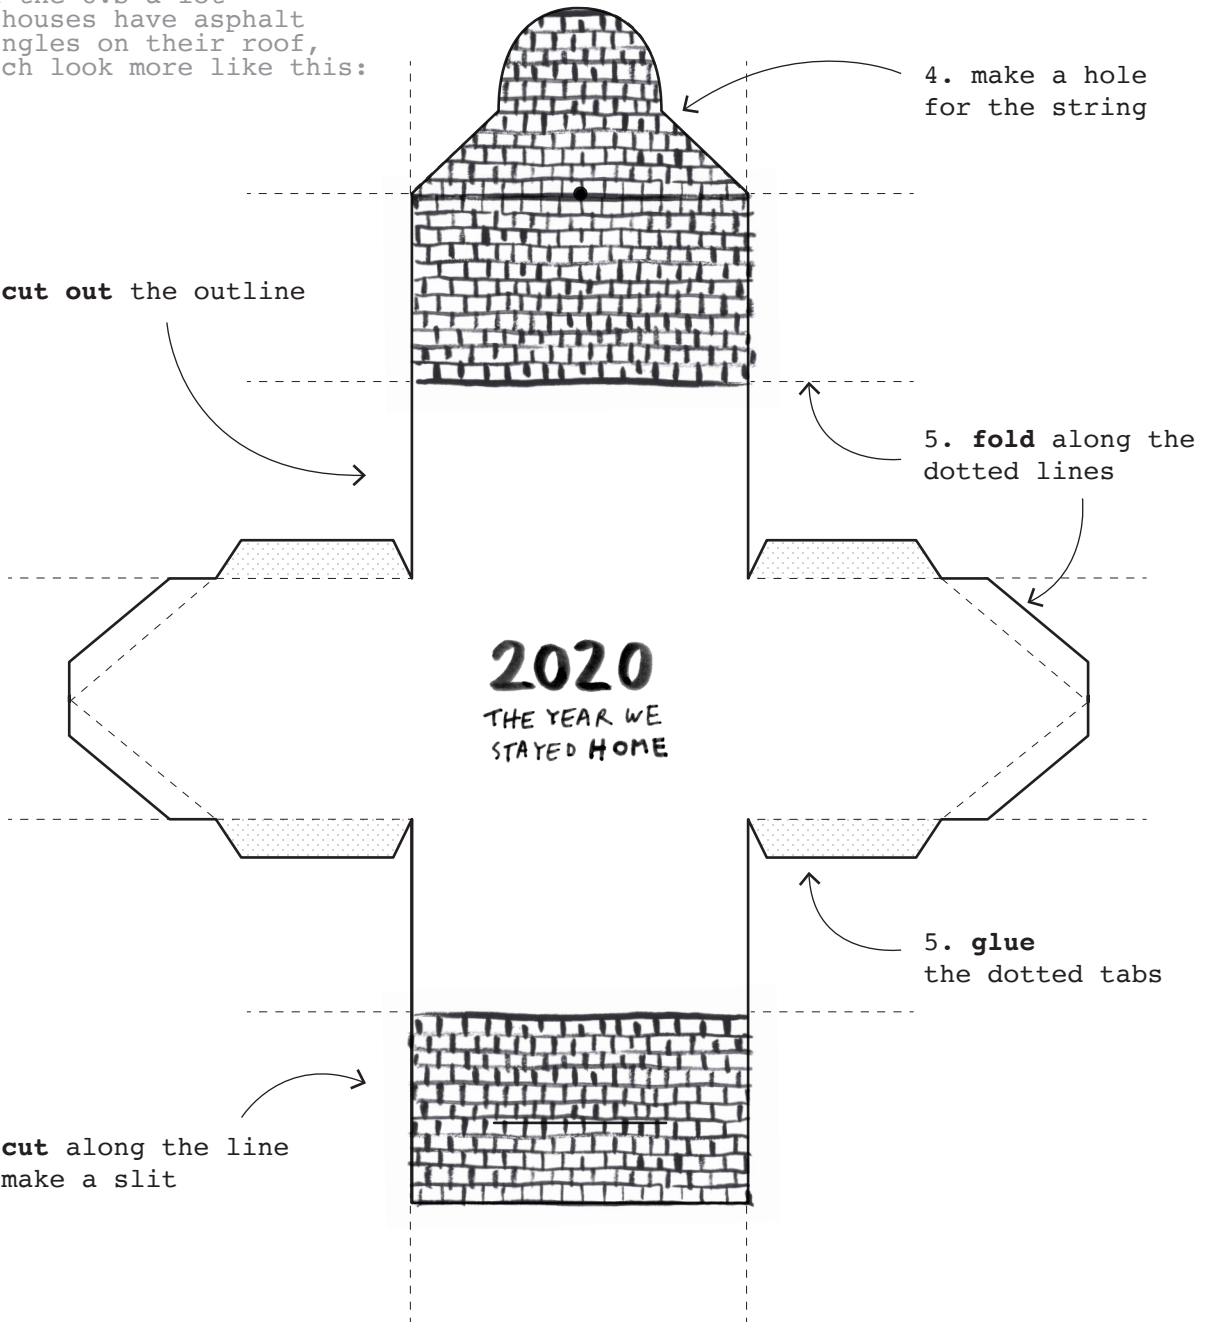 the U.S a lot
houses have asphalt
ngles on their roof,
ch look more like this:
4. make a hole
for the string
cut out the outline
5. fold along the
dotted lines
2020
THE YEAR WE
STAYED HOME
5. glue
the dotted tabs
cut along the line
make a slit